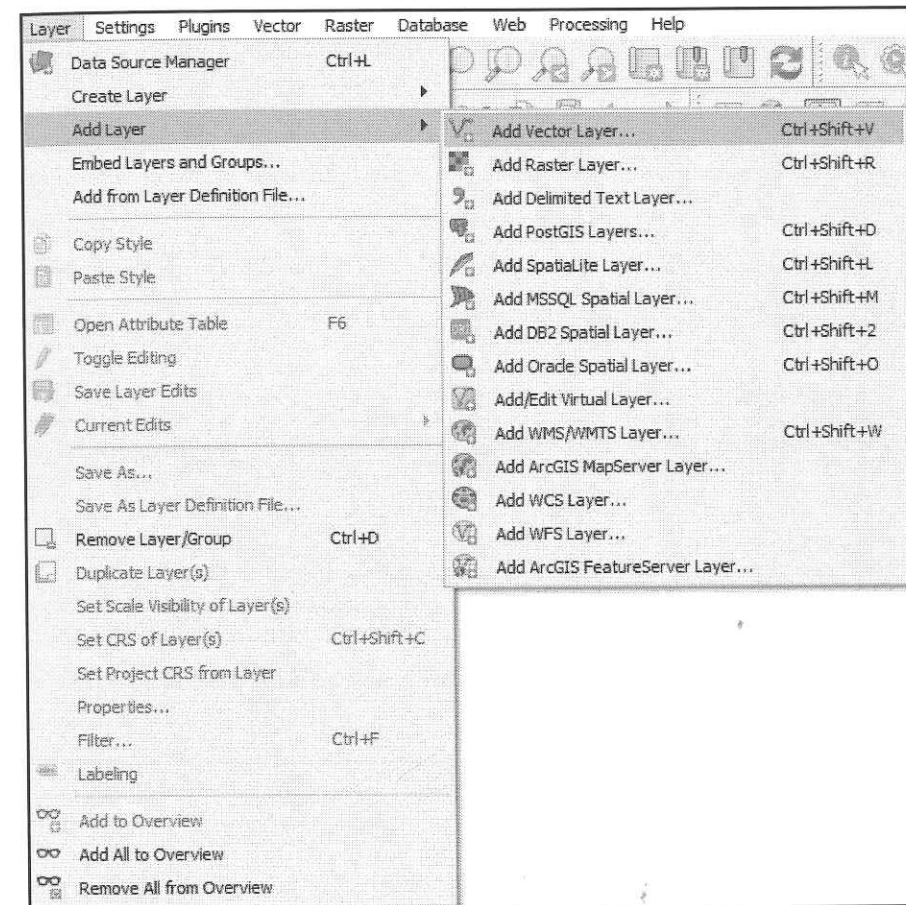 Layer Settings Plugins Vector Raster Database Web Processing Help
Data Source Manager Ctrl+L
Create Layer
Add Layer
Embed Layers and Groups...
Add from Layer Definition File...
Copy Style
Paste Style
Open Attribute Table F6
Toggle Editing
Save Layer Edits
Current Edits
Save As...
Save As Layer Definition File...
Remove Layer/Group Ctrl+D
Duplicate Layer(s)
Set Scale Visibility of Layer(s)
Set CRS of Layer(s) Ctrl+Shift+C
Set Project CRS from Layer
Properties...
Filter... Ctrl+F
Labeling
Add to Overview
Add All to Overview
Remove All from Overview
Add Vector Layer... Ctrl+Shift+V
Add Raster Layer... Ctrl+Shift+R
Add Delimited Text Layer...
Add PostGIS Layers... Ctrl+Shift+D
Add SpatiaLite Layer... Ctrl+Shift+L
Add MSSQL Spatial Layer... Ctrl+Shift+M
Add DB2 Spatial Layer... Ctrl+Shift+2
Add Oracle Spatial Layer... Ctrl+Shift+O
Add/Edit Virtual Layer...
Add WMS/WMTS Layer... Ctrl+Shift+W
Add ArcGIS MapServer Layer...
Add WCS Layer...
Add WFS Layer...
Add ArcGIS FeatureServer Layer...